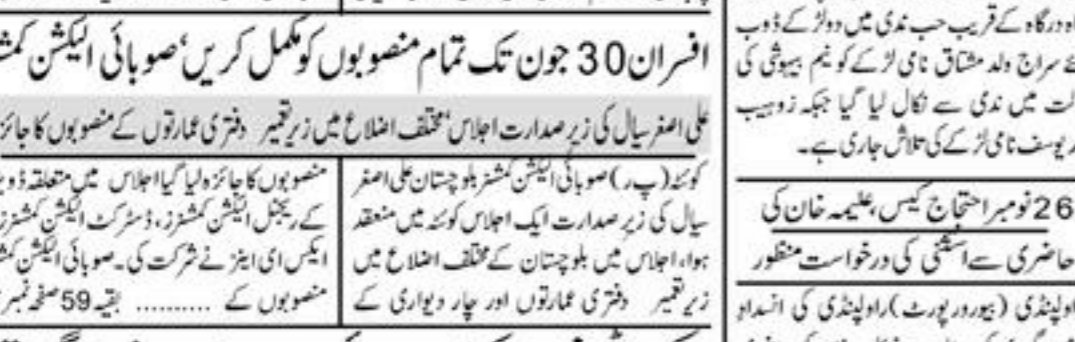 افسران 30 جون تک تمام منصوبوں کو مکمل کریں، صوبائی الیکشن
علی اصغر سیال کی زیر صدارت اجلاس، مختلف اضلاع میں زیر تعمیر دفتری عمارتوں کے منصوبوں کا
کوئٹہ (پ ر) صوبائی الیکشن کمشنر بلوچستان علی اصغر
سیال کی زیر صدارت ایک اجلاس کوئٹہ میں منعقد
ہوا، اجلاس میں بلوچستان کے مختلف اضلاع میں
زیر تعمیر دفتری عمارتوں اور چار دیواری کے
منصوبوں کا جائزہ لیا گیا اجلاس میں متعلقہ
کے ریجنل الیکشن کمشنرز، ڈسٹرکٹ الیکشن کمشنرز
ایکس ای اینز نے شرکت کی۔ صوبائی الیکشن
منصوبوں کے .......... بقیہ 59 صفحہ نمبر
درگاہ کے قریب حب ندی میں دو لڑکے ڈوب
سراج ولد مشتاق نامی لڑکے کو نیم بیہوشی کی
میں ندی سے نکال لیا گیا جبکہ زوہیب
یوسف نامی لڑکے کی تلاش جاری ہے۔
26 نومبر احتجاج کیس، علیمہ خان کی
حاضری سے استثنیٰ کی درخواست منظور
راولپنڈی (بیورو رپورٹ) راولپنڈی کی انسداد